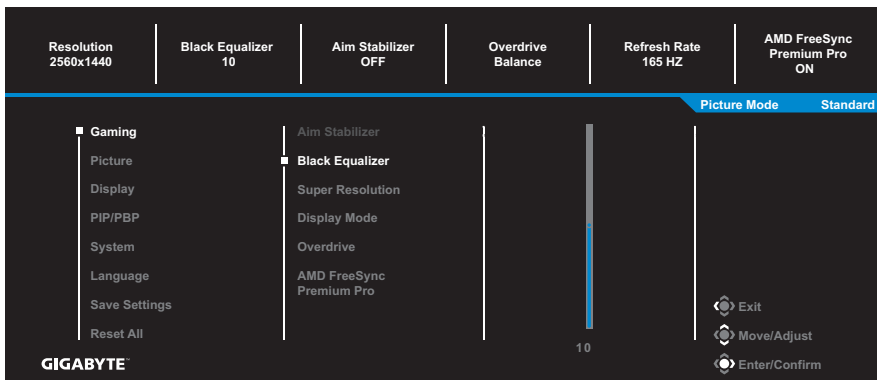 Resolution
2560x1440
Black Equalizer
10
Aim Stabilizer
OFF
Overdrive
Balance
Refresh Rate
165 HZ
AMD FreeSync
Premium Pro
ON
Picture Mode Standard
Gaming
Picture
Display
PIP/PBP
System
Language
Save Settings
Reset All
Aim Stabilizer
Black Equalizer
Super Resolution
Display Mode
Overdrive
AMD FreeSync
Premium Pro
10
Exit
Move/Adjust
Enter/Confirm
GIGABYTE™